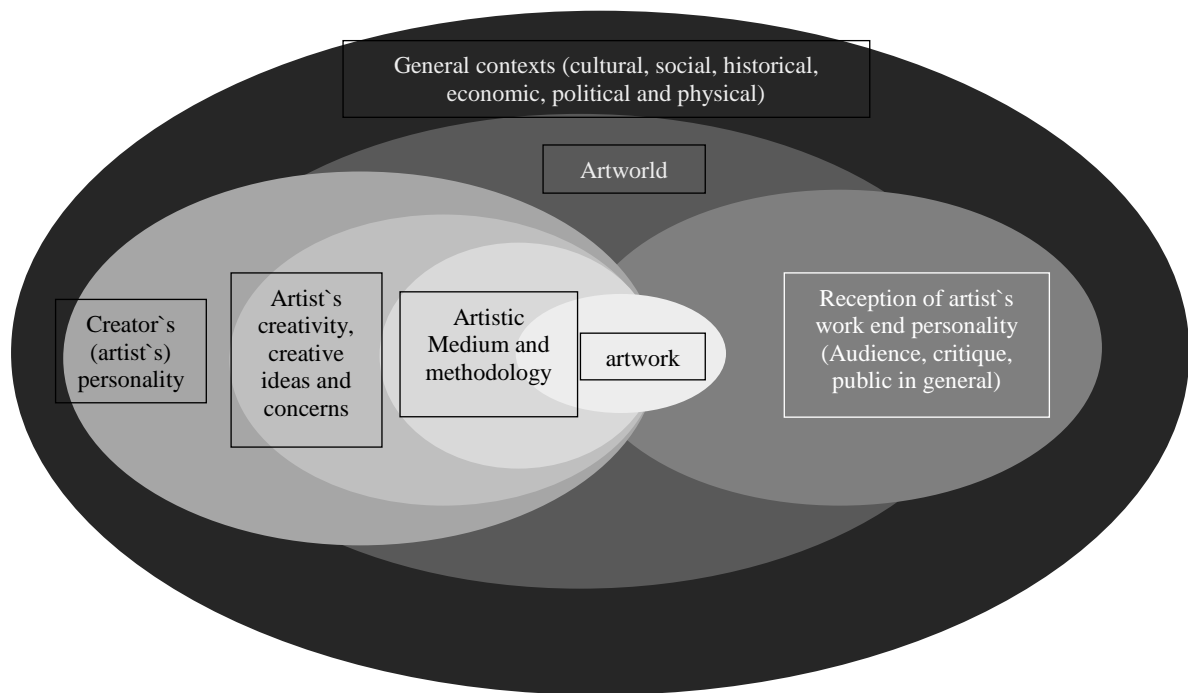 General contexts (cultural, social, historical,
economic, political and physical)
Artworld
Creator`s
(artist`s)
personality
Artist`s
creativity,
creative
ideas and
concerns
Artistic
Medium and
methodology
artwork
Reception of artist`s
work end personality
(Audience, critique,
public in general)